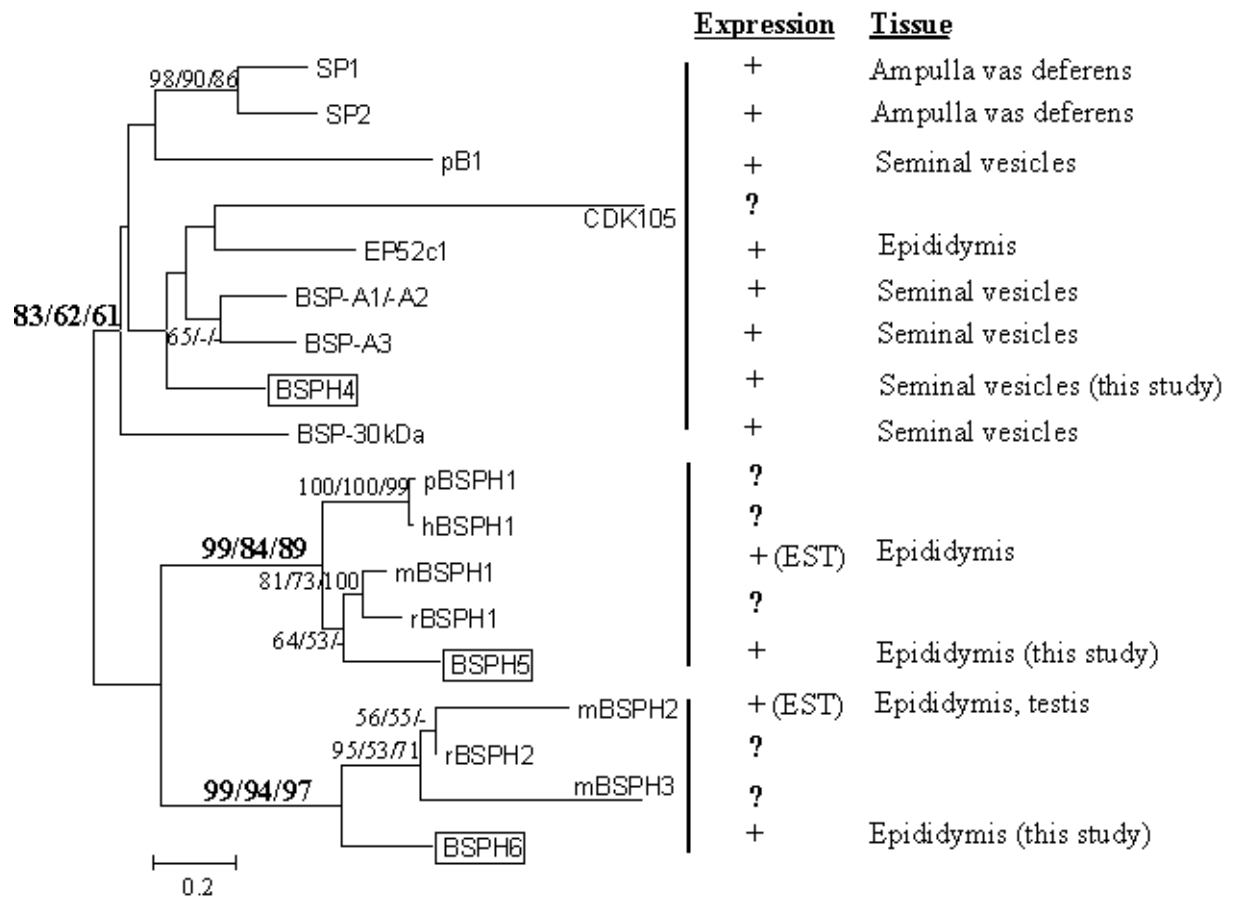 Expression Tissue
98/90/86 SP1 + Ampulla vas deferens
SP2 + Ampulla vas deferens
pB1 + Seminal vesicles
CDK105 ?
EP52c1 + Epididymis
BSP-A1/-A2 + Seminal vesicles
83/62/61
65/-/- BSP-A3 + Seminal vesicles
BSPH4 + Seminal vesicles (this study)
BSP-30kDa + Seminal vesicles
100/100/99 pBSPH1 ?
hBSPH1 ?
99/84/89
81/73/100 mBSPH1 +(EST) Epididymis
rBSPH1 ?
64/53/- BSPH5 + Epididymis (this study)
56/55/- mBSPH2 +(EST) Epididymis, testis
95/53/71 rBSPH2 ?
99/94/97 mBSPH3 ?
BSPH6 + Epididymis (this study)
0.2